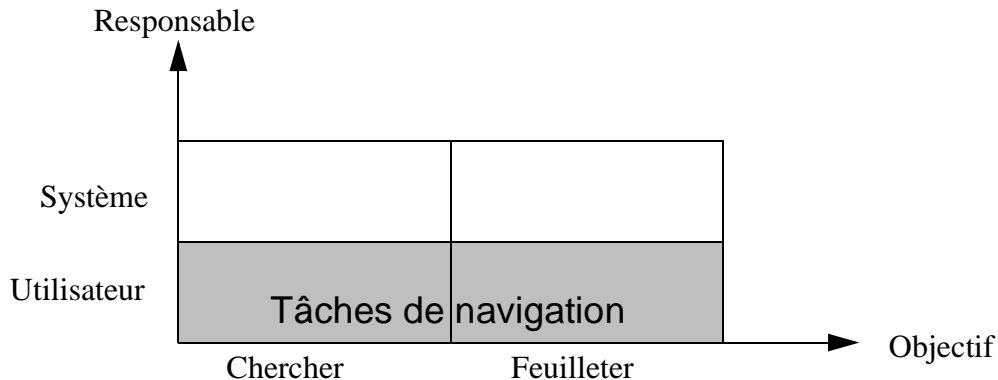 Responsable
Système
Utilisateur
Tâches de navigation
Objectif
Chercher
Feuilleter